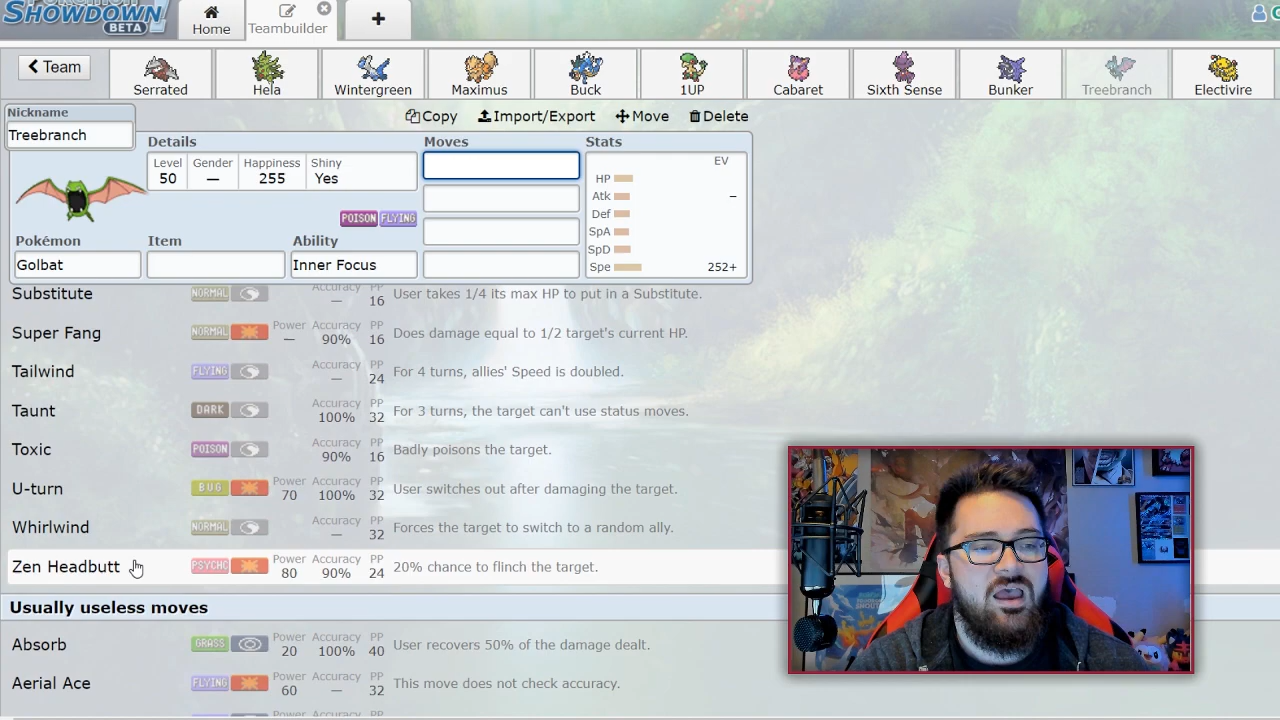 SHOWDOWN
BETA
Home
Teambuilder
+
Team
Serrated
Hela
Wintergreen
Maximus
Buck
1UP
Cabaret
Sixth Sense
Bunker
Treebranch
Electivire
Nickname
Treebranch
Copy
Import/Export
Move
Delete
Details
Moves
Stats
Level Gender Happiness Shiny
50 — 255 Yes
EV
HP
Atk –
Def
SpA
SpD
Spe 252+
POISON FLYING
Pokémon Item Ability
Golbat Inner Focus
Substitute NORMAL Accuracy — 16 User takes 1/4 its max HP to put in a Substitute.
Super Fang NORMAL Power — Accuracy 90% PP 16 Does damage equal to 1/2 target's current HP.
Tailwind FLYING Accuracy — PP 24 For 4 turns, allies' Speed is doubled.
Taunt DARK Accuracy 100% PP 32 For 3 turns, the target can't use status moves.
Toxic POISON Accuracy 90% PP 16 Badly poisons the target.
U-turn BUG Power 70 Accuracy 100% PP 32 User switches out after damaging the target.
Whirlwind NORMAL Accuracy — PP 32 Forces the target to switch to a random ally.
Zen Headbutt PSYCHC Power 80 Accuracy 90% PP 24 20% chance to flinch the target.
Usually useless moves
Absorb GRASS Power 20 Accuracy 100% PP 40 User recovers 50% of the damage dealt.
Aerial Ace FLYING Power 60 Accuracy — PP 32 This move does not check accuracy.
Accuracy PP